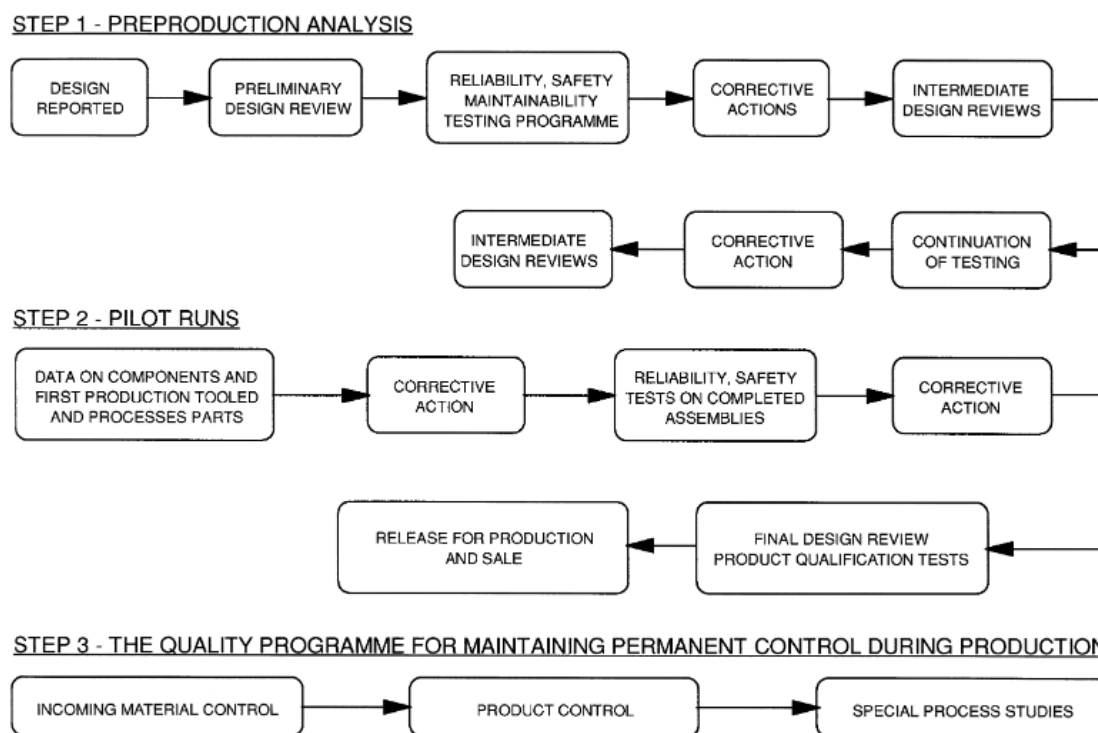 STEP 1 - PREPRODUCTION ANALYSIS
DESIGN
REPORTED
PRELIMINARY
DESIGN REVIEW
RELIABILITY, SAFETY
MAINTAINABILITY
TESTING PROGRAMME
CORRECTIVE
ACTIONS
INTERMEDIATE
DESIGN REVIEWS
CONTINUATION
OF TESTING
CORRECTIVE
ACTION
INTERMEDIATE
DESIGN REVIEWS
STEP 2 - PILOT RUNS
DATA ON COMPONENTS AND
FIRST PRODUCTION TOOLED
AND PROCESSES PARTS
CORRECTIVE
ACTION
RELIABILITY, SAFETY
TESTS ON COMPLETED
ASSEMBLIES
CORRECTIVE
ACTION
FINAL DESIGN REVIEW
PRODUCT QUALIFICATION TESTS
RELEASE FOR PRODUCTION
AND SALE
STEP 3 - THE QUALITY PROGRAMME FOR MAINTAINING PERMANENT CONTROL DURING PRODUCTION
INCOMING MATERIAL CONTROL
PRODUCT CONTROL
SPECIAL PROCESS STUDIES